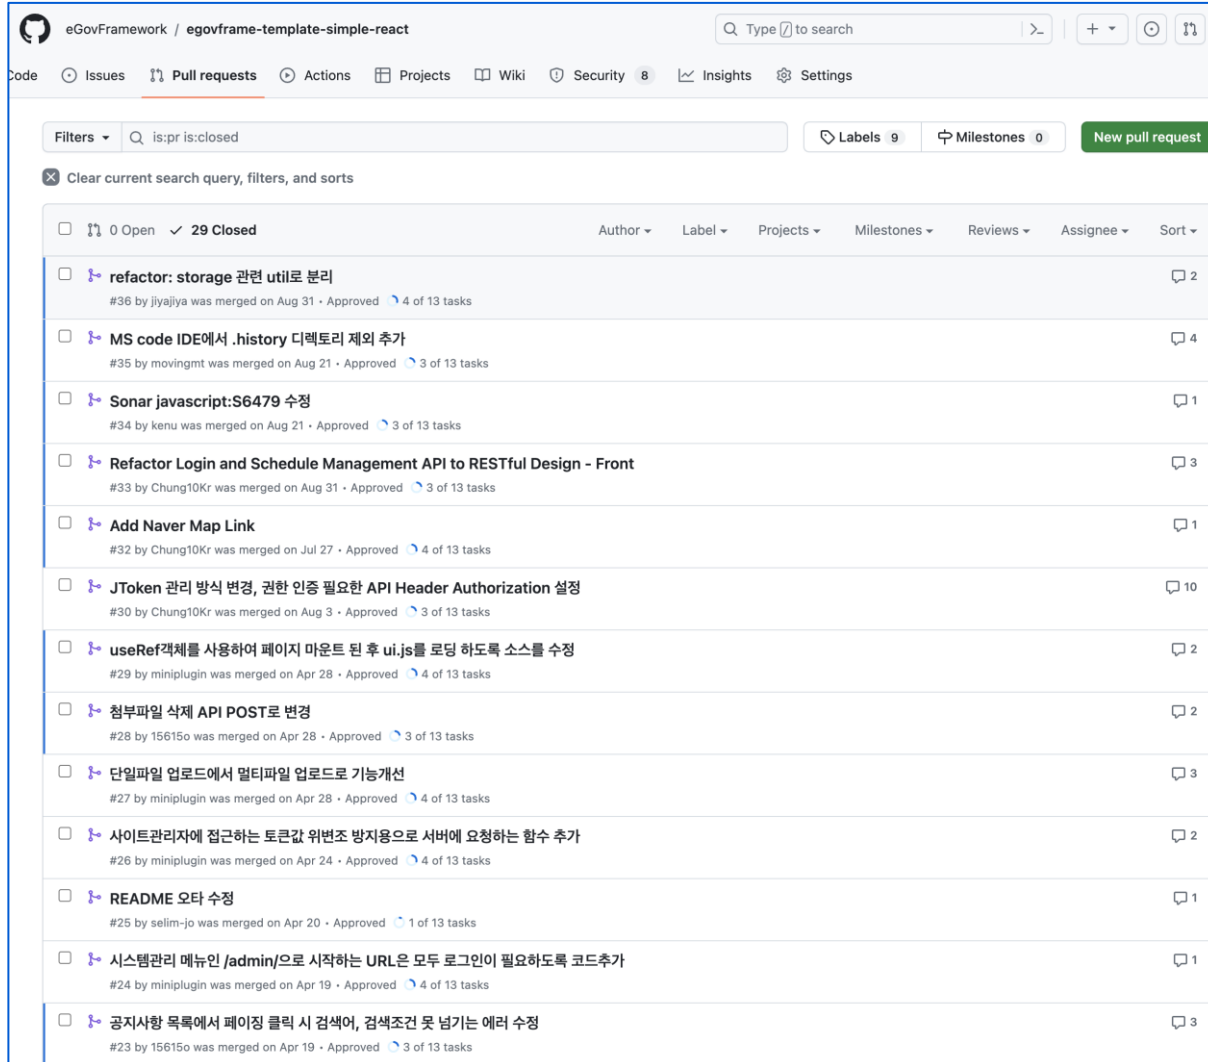 eGovFramework / egovframe-template-simple-react
Type / to search
Code Issues Pull requests Actions Projects Wiki Security 8 Insights Settings
Filters is:pr is:closed Labels 9 Milestones 0 New pull request
Clear current search query, filters, and sorts
0 Open 29 Closed Author Label Projects Milestones Reviews Assignee Sort
refactor: storage 관련 util로 분리 2
#36 by jiyajiya was merged on Aug 31 • Approved 4 of 13 tasks
MS code IDE에서 .history 디렉토리 제외 추가 4
#35 by movingmt was merged on Aug 21 • Approved 3 of 13 tasks
Sonar javascript:S6479 수정 1
#34 by kenu was merged on Aug 21 • Approved 3 of 13 tasks
Refactor Login and Schedule Management API to RESTful Design - Front 3
#33 by Chung10Kr was merged on Aug 31 • Approved 3 of 13 tasks
Add Naver Map Link 1
#32 by Chung10Kr was merged on Jul 27 • Approved 4 of 13 tasks
JToken 관리 방식 변경, 권한 인증 필요한 API Header Authorization 설정 10
#30 by Chung10Kr was merged on Aug 3 • Approved 3 of 13 tasks
useRef객체를 사용하여 페이지 마운트 된 후 ui.js를 로딩 하도록 소스를 수정 2
#29 by miniplugin was merged on Apr 28 • Approved 4 of 13 tasks
첨부파일 삭제 API POST로 변경 2
#28 by 15615o was merged on Apr 28 • Approved 3 of 13 tasks
단일파일 업로드에서 멀티파일 업로드로 기능개선 3
#27 by miniplugin was merged on Apr 28 • Approved 4 of 13 tasks
사이트관리자에 접근하는 토큰값 위변조 방지용으로 서버에 요청하는 함수 추가 2
#26 by miniplugin was merged on Apr 24 • Approved 4 of 13 tasks
README 오타 수정 1
#25 by selim-jo was merged on Apr 20 • Approved 1 of 13 tasks
시스템관리 메뉴인 /admin/으로 시작하는 URL은 모두 로그인이 필요하도록 코드추가 1
#24 by miniplugin was merged on Apr 19 • Approved 4 of 13 tasks
공지사항 목록에서 페이징 클릭 시 검색어, 검색조건 못 넘기는 에러 수정 3
#23 by 15615o was merged on Apr 19 • Approved 3 of 13 tasks